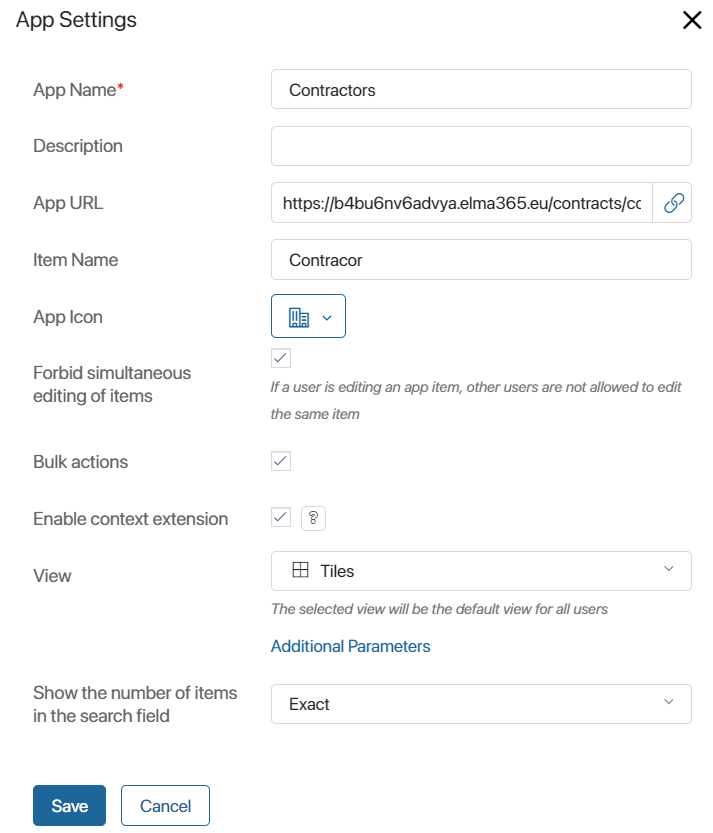 App Settings
App Name*
Contractors
Description
App URL
https://b4bu6nv6advya.elma365.eu/contracts/cc
Item Name
Contracor
App Icon
Forbid simultaneous
editing of items
If a user is editing an app item, other users are not allowed to edit
the same item
Bulk actions
Enable context extension
?
View
Tiles
The selected view will be the default view for all users
Additional Parameters
Show the number of items
in the search field
Exact
Save
Cancel